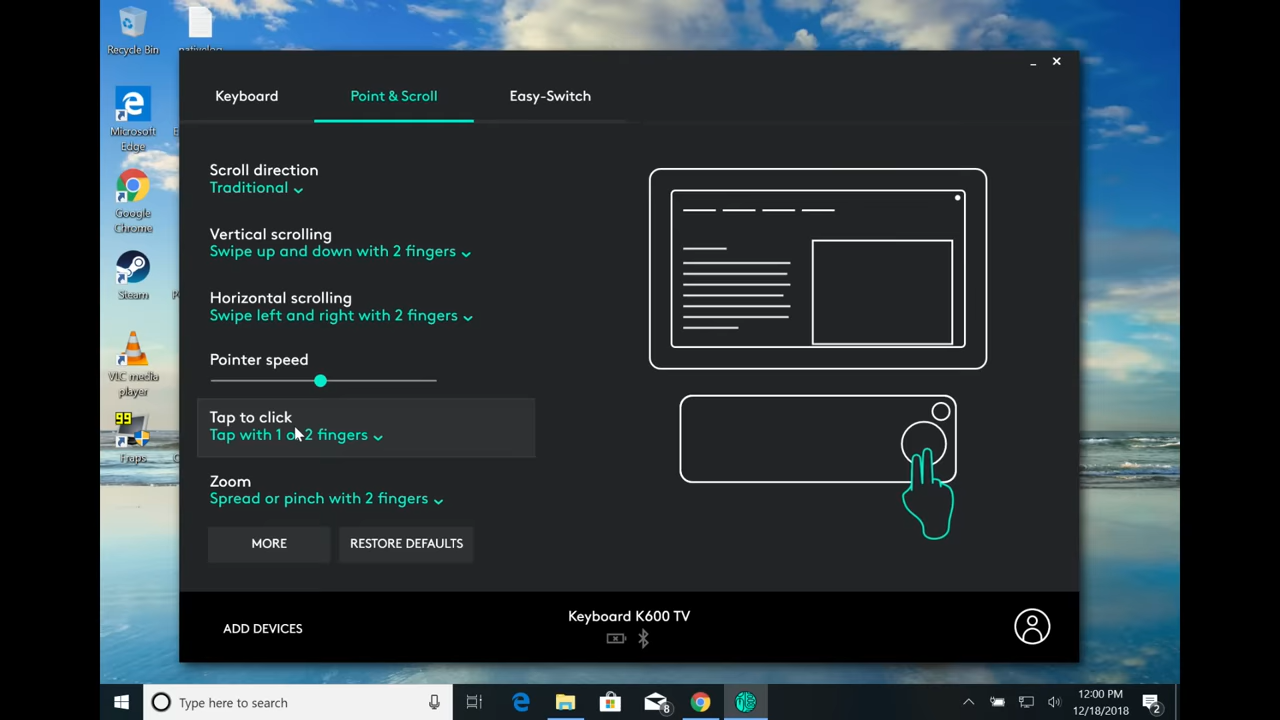 Recycle Bin
Keyboard
Point & Scroll
Easy-Switch
Microsoft
Edge
Google
Chrome
Steam
VLC media
player
99
Fraps
Scroll direction
Traditional
Vertical scrolling
Swipe up and down with 2 fingers
Horizontal scrolling
Swipe left and right with 2 fingers
Pointer speed
Tap to click
Tap with 1 or 2 fingers
Zoom
Spread or pinch with 2 fingers
MORE
RESTORE DEFAULTS
ADD DEVICES
Keyboard K600 TV
Type here to search
8
12:00 PM
12/18/2018
2